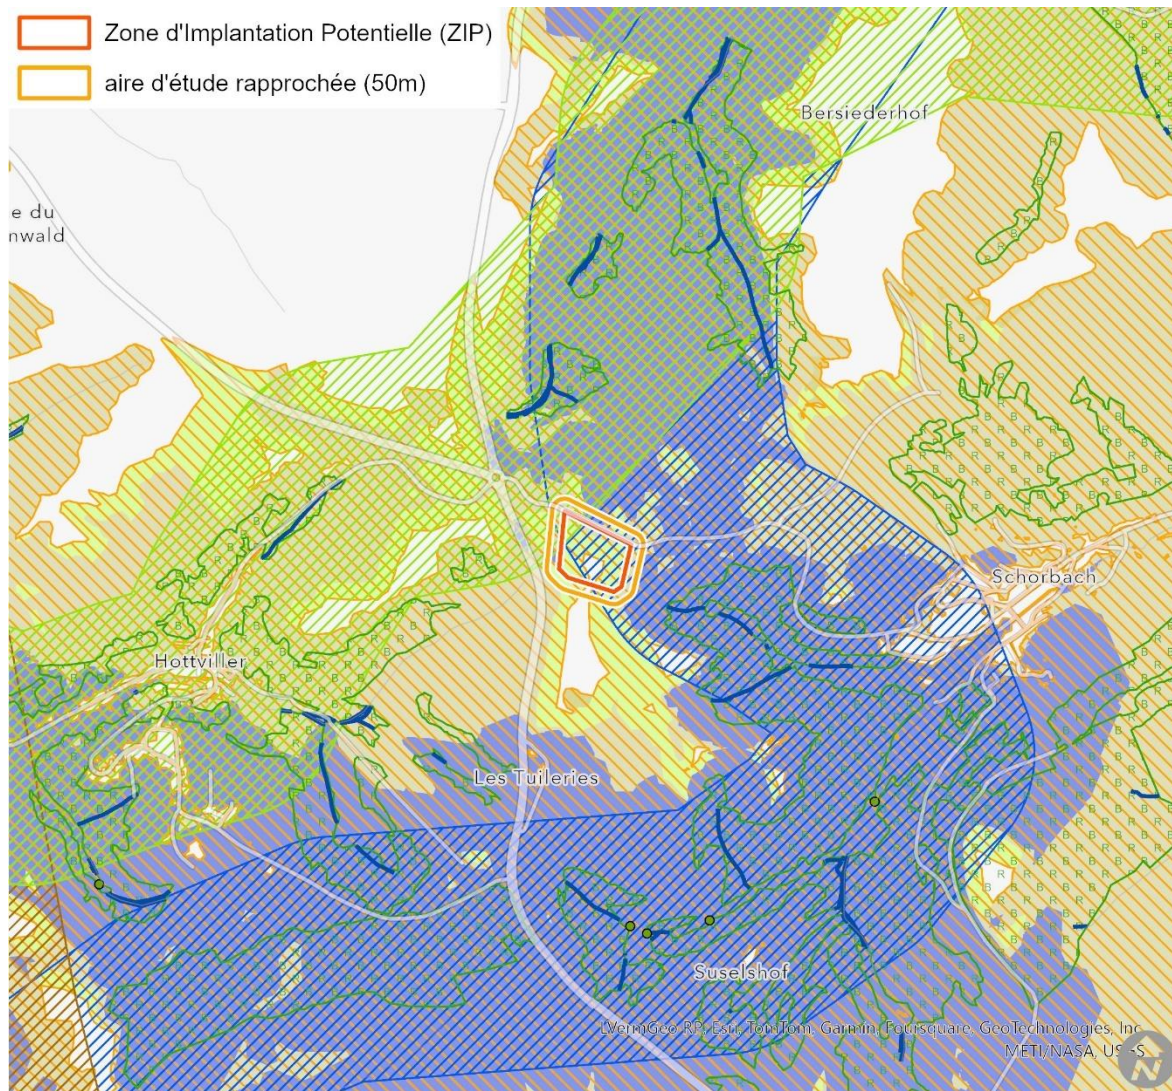 Zone d'Implantation Potentielle (ZIP)
aire d'étude rapprochée (50m)
Bersiederhof
e du
nwald
Schorbach
Hottviller
Les Tuileries
Suselshof
LVermGeo RP, Esri, TomTom, Garmin, Foursquare, GeoTechnologies, Inc,
METI/NASA, USGS
N